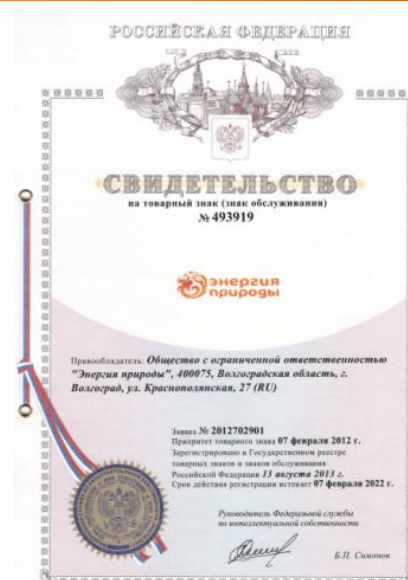 РОССИЙСКАЯ ФЕДЕРАЦИЯ
СВИДЕТЕЛЬСТВО
на товарный знак (знак обслуживания)
№ 493919
энергия
природы
Правообладатель: Общество с ограниченной ответственностью
"Энергия природы", 400075, Волгоградская область, г.
Волгоград, ул. Краснополянская, 27 (RU)
Заявка № 2012702901
Приоритет товарного знака 07 февраля 2012 г.
Зарегистрировано в Государственном реестре
товарных знаков и знаков обслуживания
Российской Федерации 13 августа 2013 г.
Срок действия регистрации истекает 07 февраля 2022 г.
Руководитель Федеральной службы
по интеллектуальной собственности
Б.П. Симонов